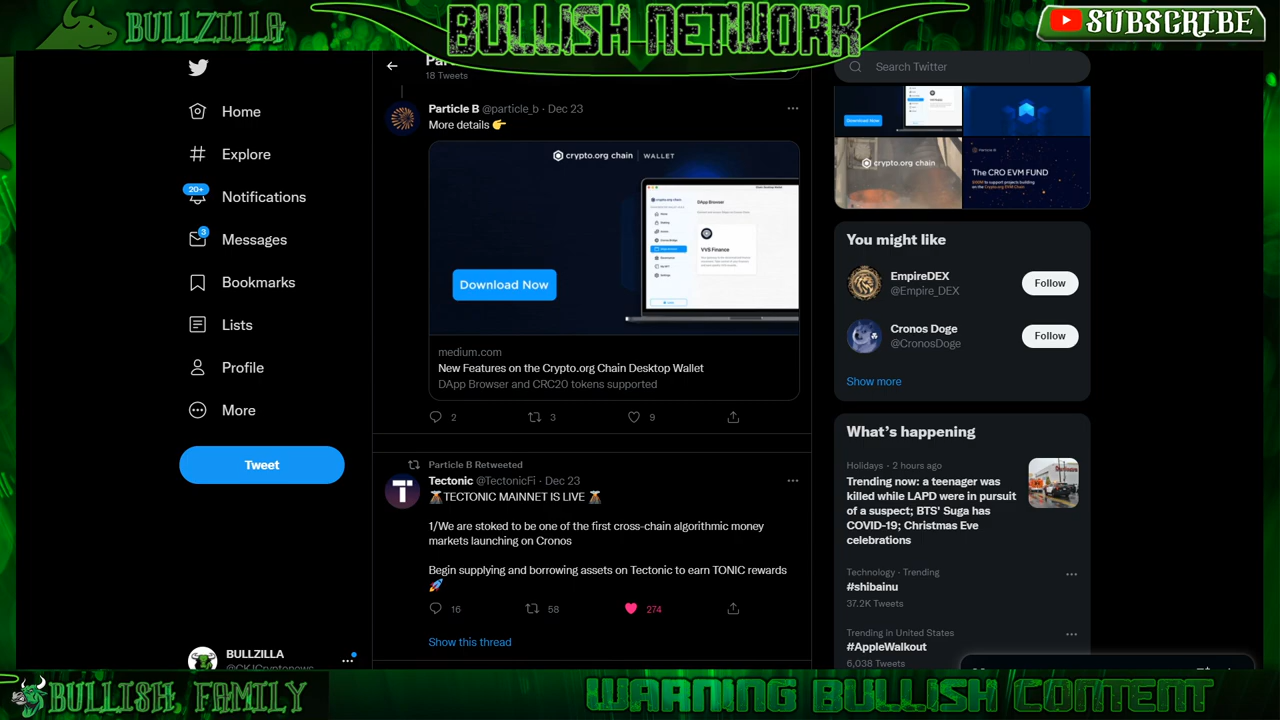 BULLZILLA
BULLISH NETWORK
SUBSCRIBE
Home
Explore
20+
Notifications
3
Messages
Bookmarks
Lists
Profile
More
Tweet
BULLZILLA
18 Tweets
Particle B @particle_b · Dec 23
More details 👉
crypto.org chain | WALLET
DApp Browser
VVS Finance
Download Now
medium.com
New Features on the Crypto.org Chain Desktop Wallet
DApp Browser and CRC20 tokens supported
2 3 9
Particle B Retweeted
Tectonic @TectonicFi · Dec 23
🌋TECTONIC MAINNET IS LIVE 🌋
1/We are stoked to be one of the first cross-chain algorithmic money
markets launching on Cronos
Begin supplying and borrowing assets on Tectonic to earn TONIC rewards
🚀
16 58 274
Show this thread
Search Twitter
Download Now
crypto.org chain
The CRO EVM FUND
You might like
EmpireDEX
@Empire_DEX
Follow
Cronos Doge
@CronosDoge
Follow
Show more
What's happening
Holidays · 2 hours ago
Trending now: a teenager was
killed while LAPD were in pursuit
of a suspect; BTS' Suga has
COVID-19; Christmas Eve
celebrations
Technology · Trending
#shibainu
37.2K Tweets
Trending in United States
#AppleWalkout
6,038 Tweets
BULLISH, FAMILY
WARNING BULLISH CONTENT